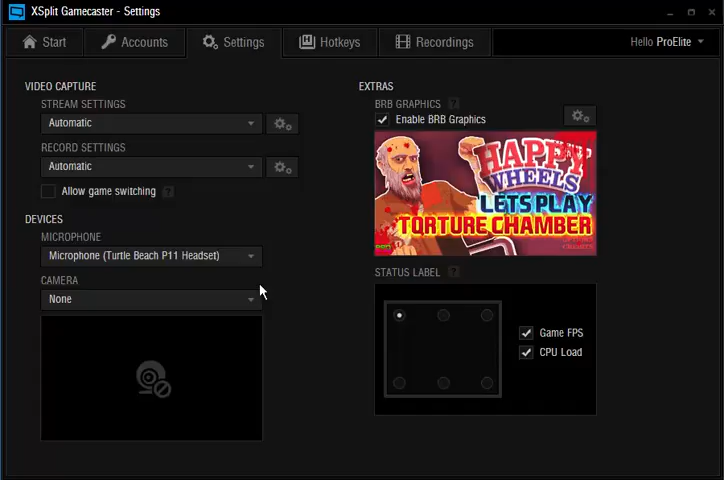 XSplit Gamecaster - Settings
Start
Accounts
Settings
Hotkeys
Recordings
Hello ProElite
VIDEO CAPTURE
STREAM SETTINGS
Automatic
RECORD SETTINGS
Automatic
Allow game switching ?
DEVICES
MICROPHONE
Microphone (Turtle Beach P11 Headset)
CAMERA
None
EXTRAS
BRB GRAPHICS ?
Enable BRB Graphics
HAPPY
WHEELS
LETS PLAY
TORTURE CHAMBER
STATUS LABEL ?
Game FPS
CPU Load